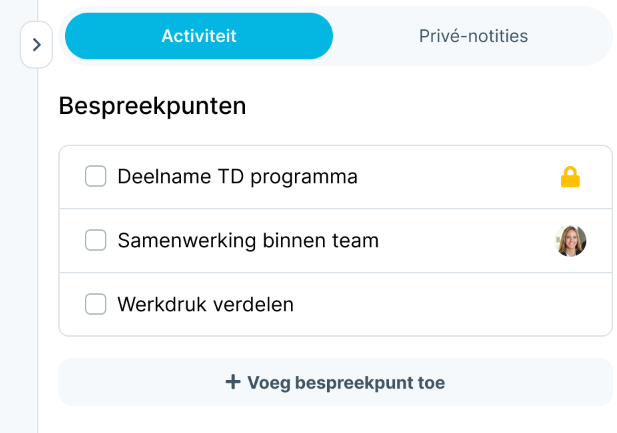 Activiteit
Privé-notities
Bespreekpunten
Deelname TD programma
Samenwerking binnen team
Werkdruk verdelen
+ Voeg bespreekpunt toe